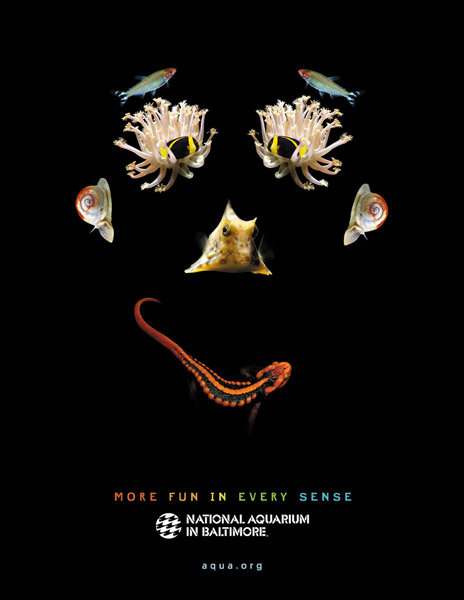 MORE FUN IN EVERY SENSE
NATIONAL AQUARIUM
IN BALTIMORE
aqua.org